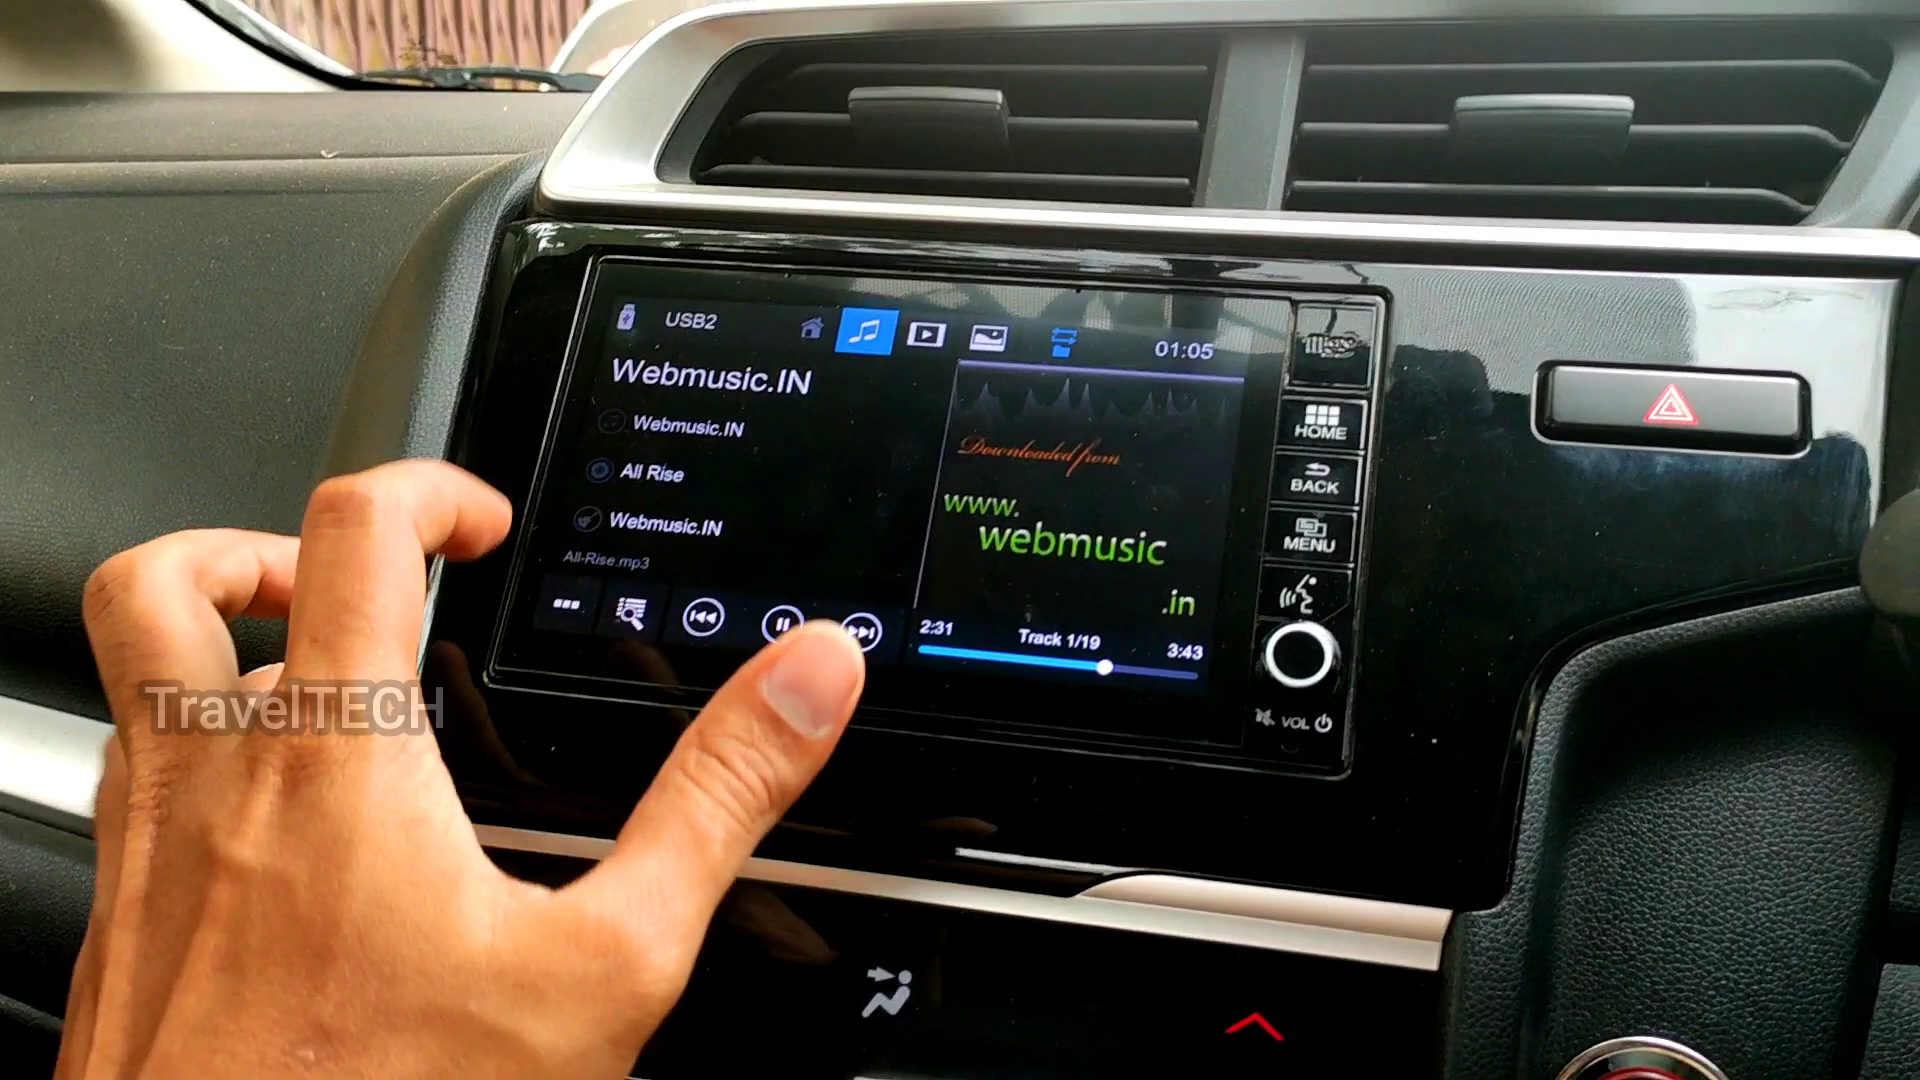 USB2
01:05
Webmusic.IN
Webmusic.IN
All Rise
Webmusic.IN
All-Rise.mp3
Downloaded from
www.
webmusic
.in
2:31
Track 1/19
3:43
HOME
BACK
MENU
VOL
TravelTECH